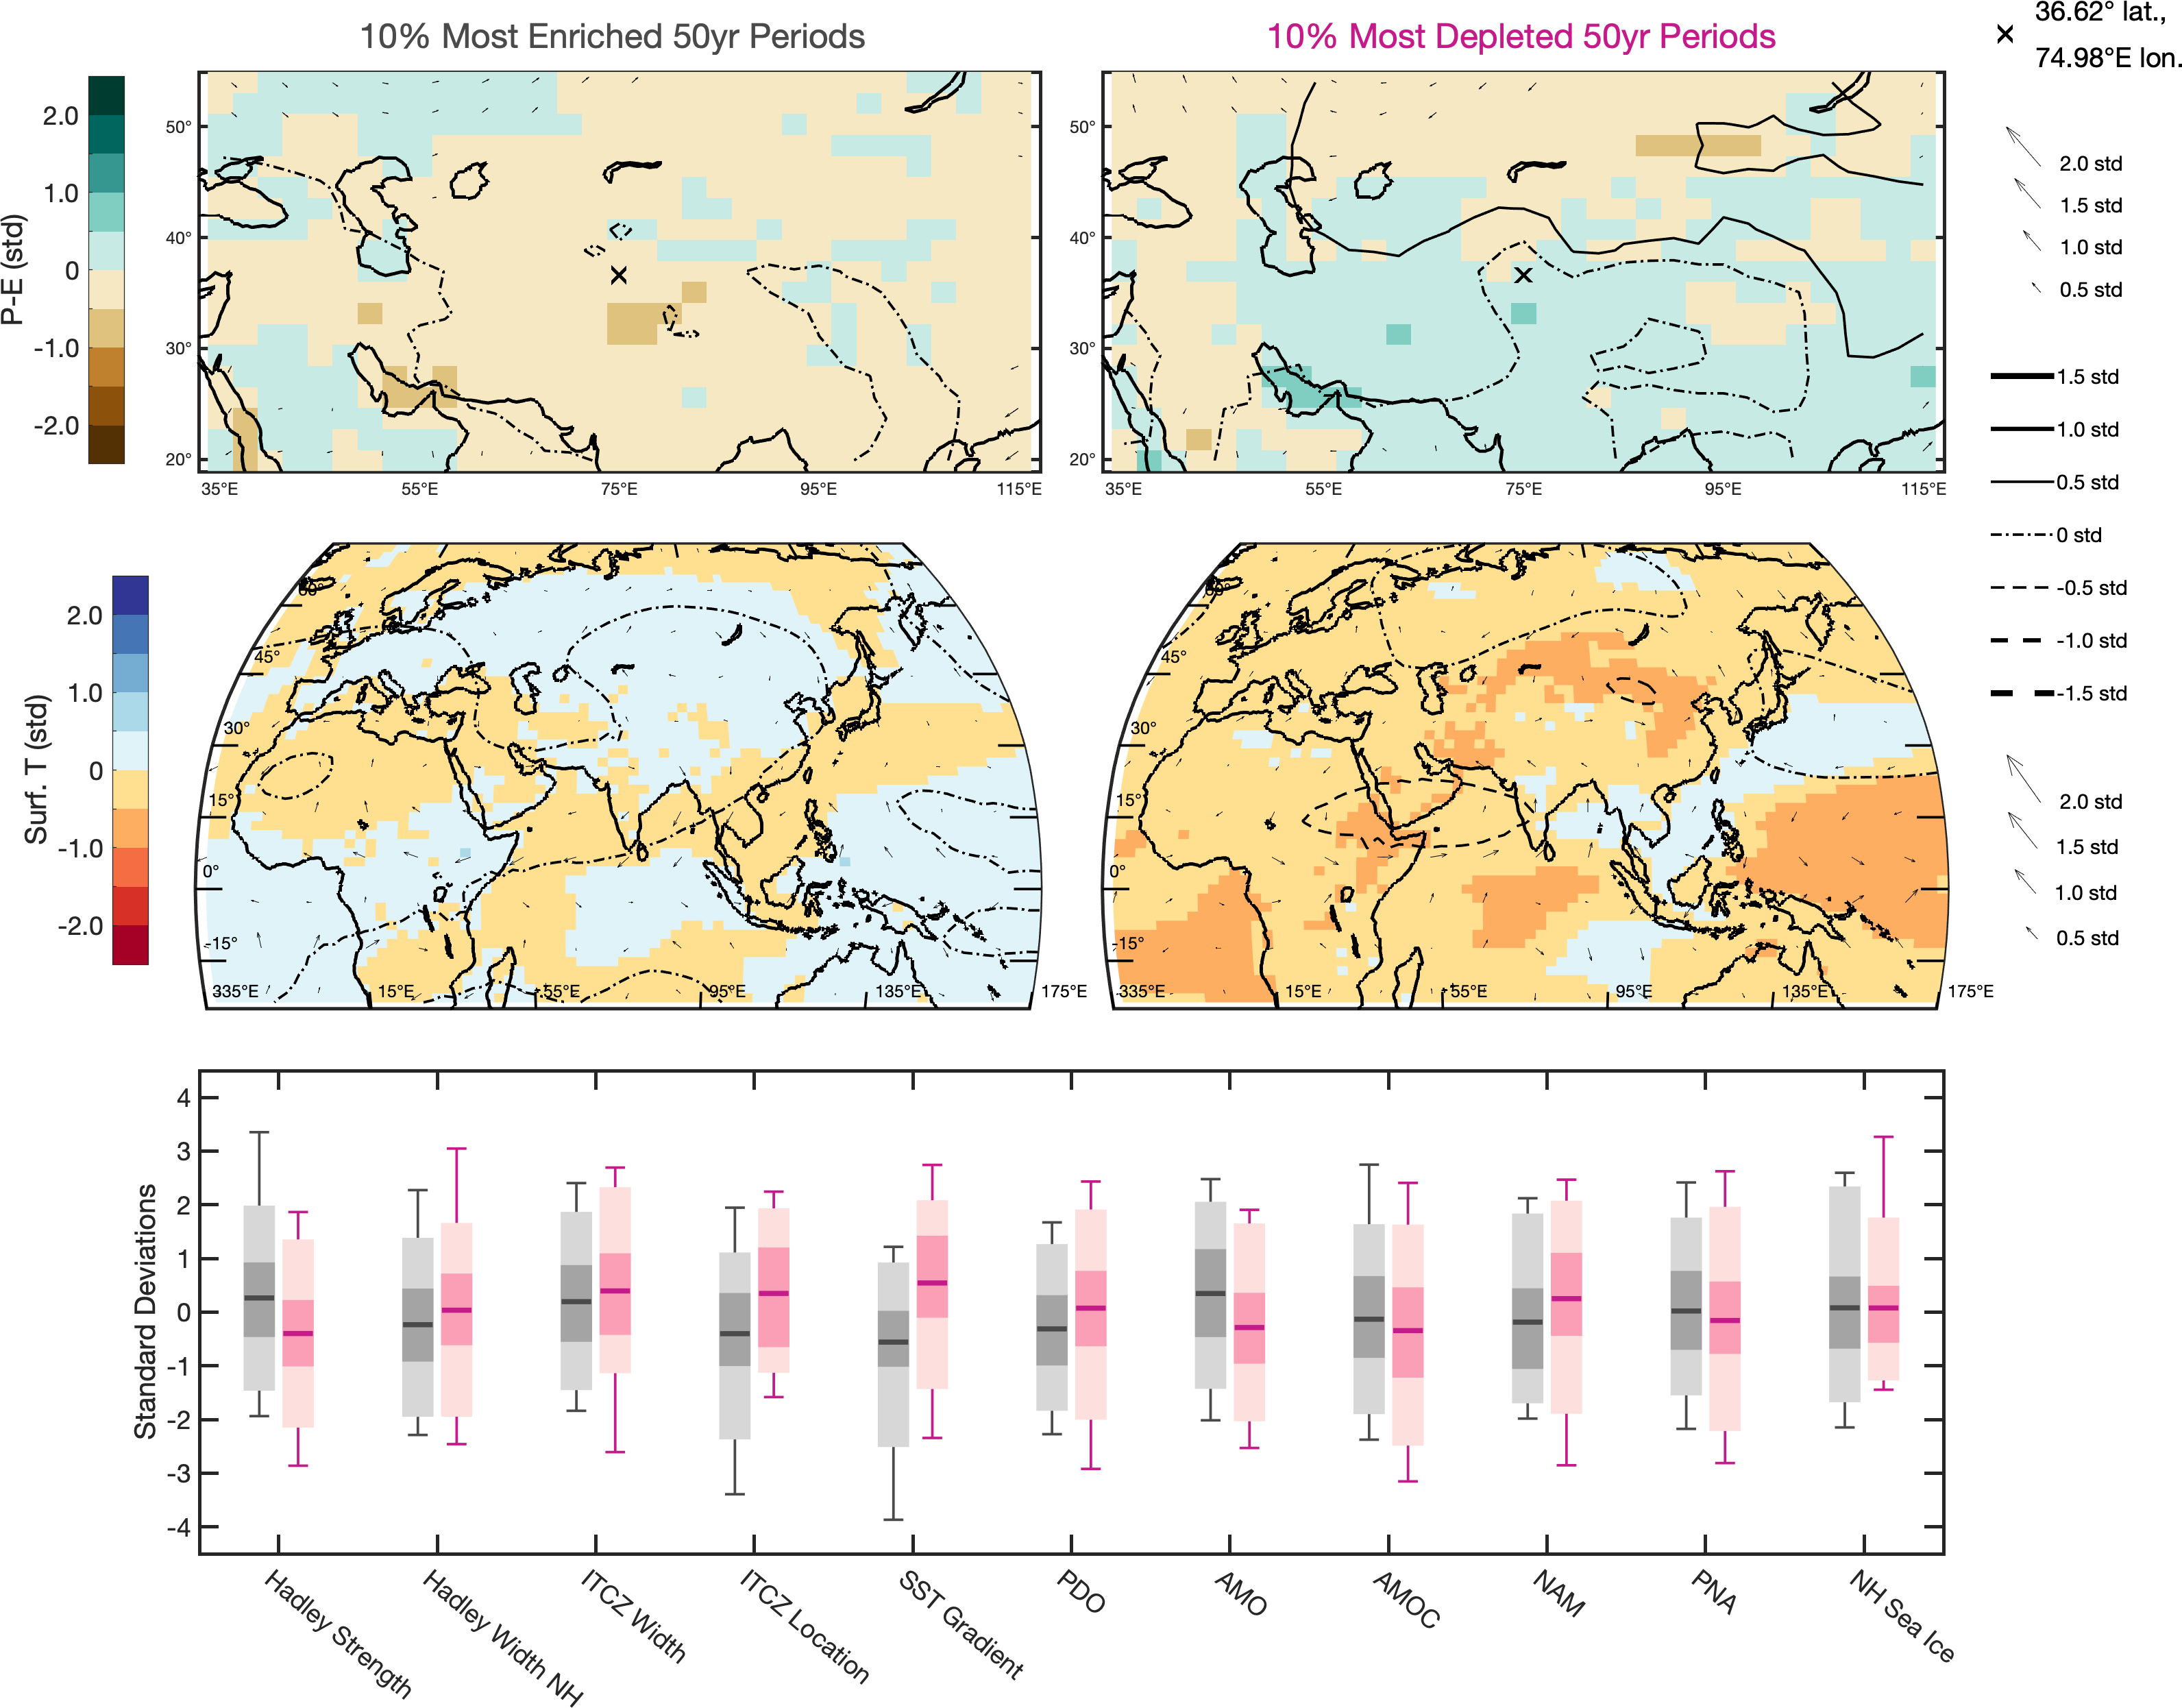 10% Most Enriched 50yr Periods
10% Most Depleted 50yr Periods
36.62° lat.,
74.98°E lon.
P-E (std)
2.0
1.0
0
-1.0
-2.0
50°
40°
30°
20°
35°E
55°E
75°E
95°E
115°E
50°
40°
30°
20°
35°E
55°E
75°E
95°E
115°E
2.0 std
1.5 std
1.0 std
0.5 std
1.5 std
1.0 std
0.5 std
0 std
-0.5 std
-1.0 std
-1.5 std
Surf. T (std)
2.0
1.0
0
-1.0
-2.0
60°
45°
30°
15°
0°
-15°
335°E
15°E
55°E
95°E
135°E
175°E
60°
45°
30°
15°
0°
-15°
335°E
15°E
55°E
95°E
135°E
175°E
2.0 std
1.5 std
1.0 std
0.5 std
Standard Deviations
4
3
2
1
0
-1
-2
-3
-4
Hadley Strength
Hadley Width NH
ITCZ Width
ITCZ Location
SST Gradient
PDO
AMO
AMOC
NAM
PNA
NH Sea Ice